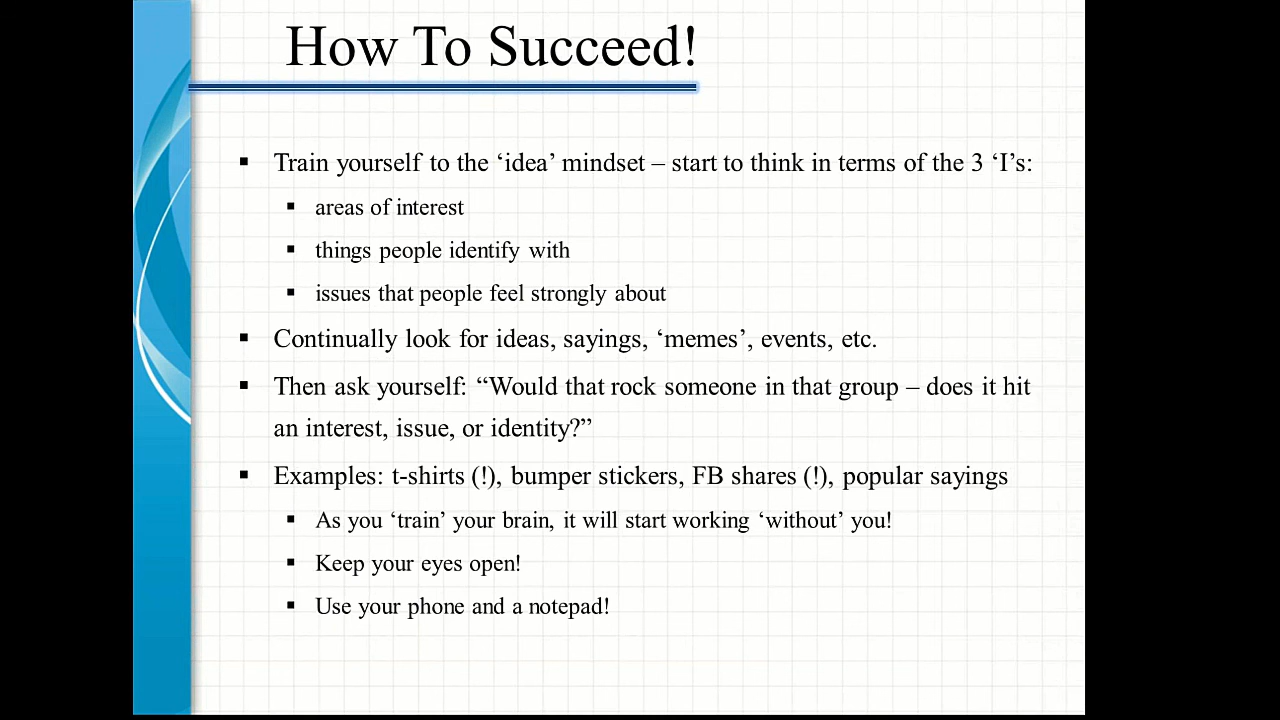 How To Succeed!
▪ Train yourself to the ‘idea’ mindset – start to think in terms of the 3 ‘I’s:
▪ areas of interest
▪ things people identify with
▪ issues that people feel strongly about
▪ Continually look for ideas, sayings, ‘memes’, events, etc.
▪ Then ask yourself: “Would that rock someone in that group – does it hit
an interest, issue, or identity?”
▪ Examples: t-shirts (!), bumper stickers, FB shares (!), popular sayings
▪ As you ‘train’ your brain, it will start working ‘without’ you!
▪ Keep your eyes open!
▪ Use your phone and a notepad!